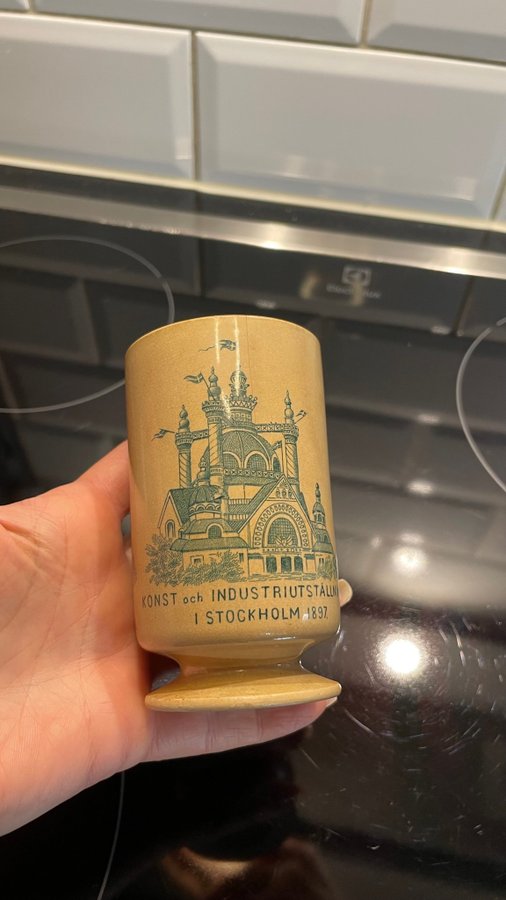 KONST och INDUSTRIUTSTÄLLN
I STOCKHOLM 1897.